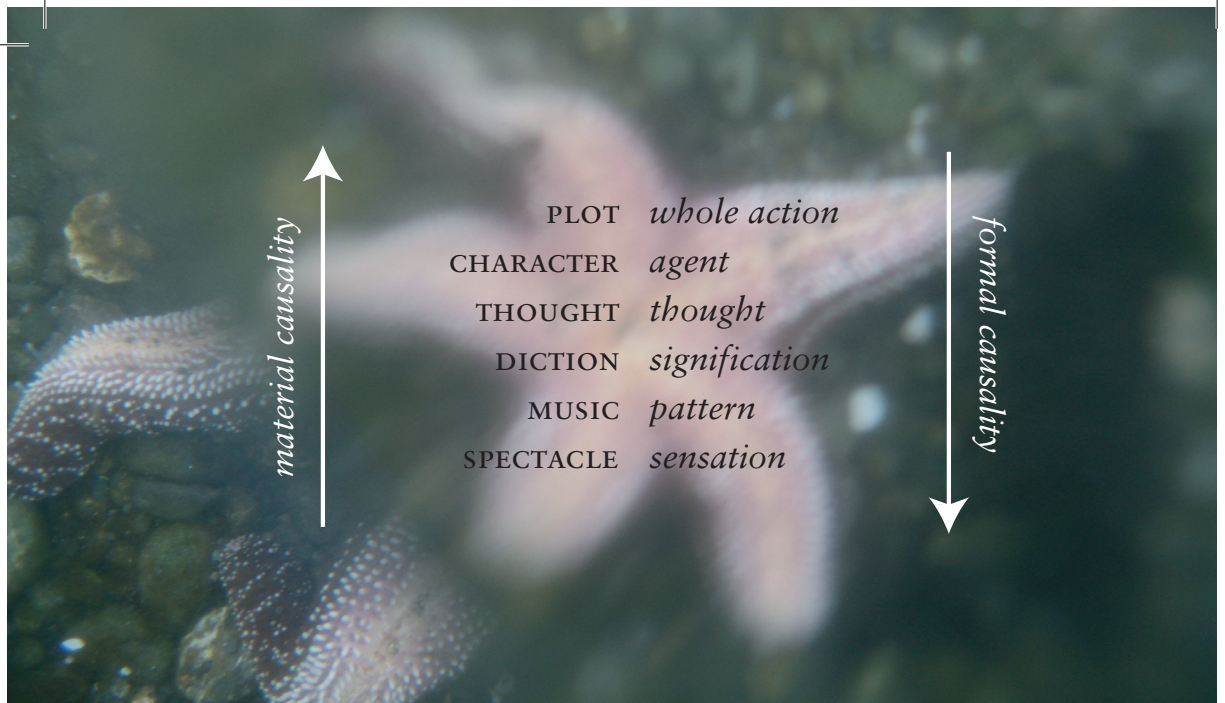 PLOT whole action
CHARACTER agent
THOUGHT thought
DICTION signification
MUSIC pattern
SPECTACLE sensation
material causality
formal causality